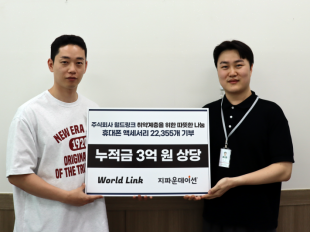 주식회사 월드링크 취약계층을 위한 따뜻한 나눔
휴대폰 액세서리 22,355개 기부
누적금 3억 원 상당
World Link
지파운데이션
NEW ERA
1920
ORIGINAL
OF THE TRUE